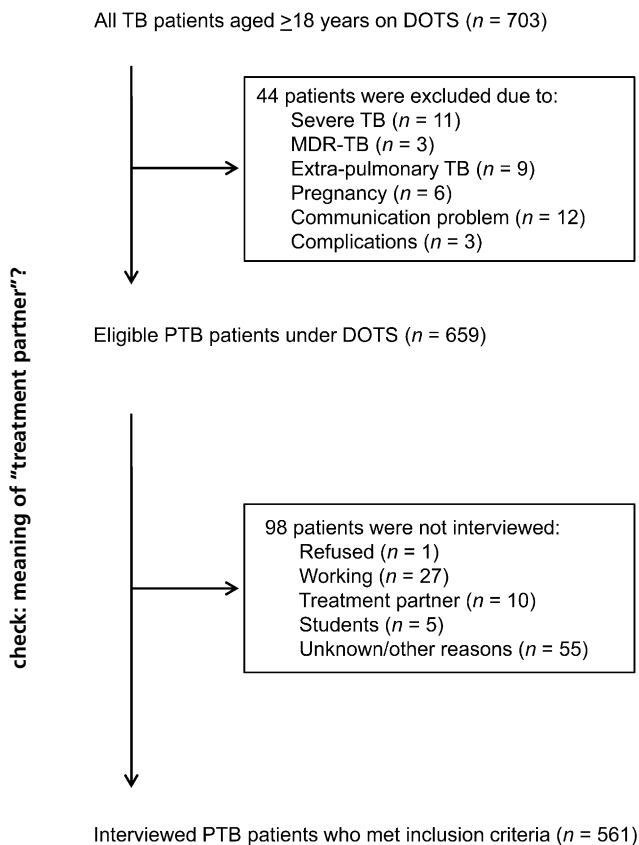 All TB patients aged ≥18 years on DOTS (n = 703)
44 patients were excluded due to:
Severe TB (n = 11)
MDR-TB (n = 3)
Extra-pulmonary TB (n = 9)
Pregnancy (n = 6)
Communication problem (n = 12)
Complications (n = 3)
Eligible PTB patients under DOTS (n = 659)
98 patients were not interviewed:
Refused (n = 1)
Working (n = 27)
Treatment partner (n = 10)
Students (n = 5)
Unknown/other reasons (n = 55)
Interviewed PTB patients who met inclusion criteria (n = 561)
check: meaning of "treatment partner"?